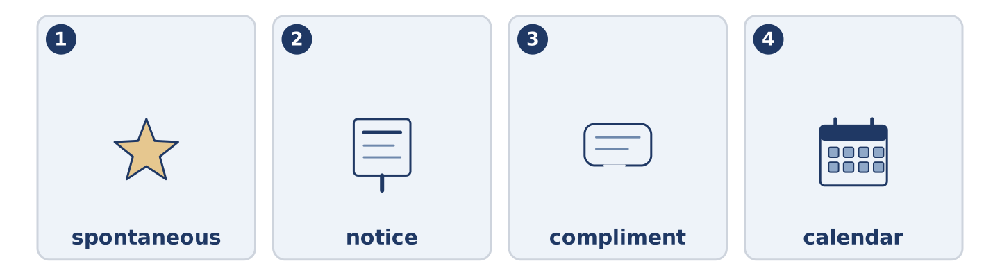 1
spontaneous
2
notice
3
compliment
4
calendar